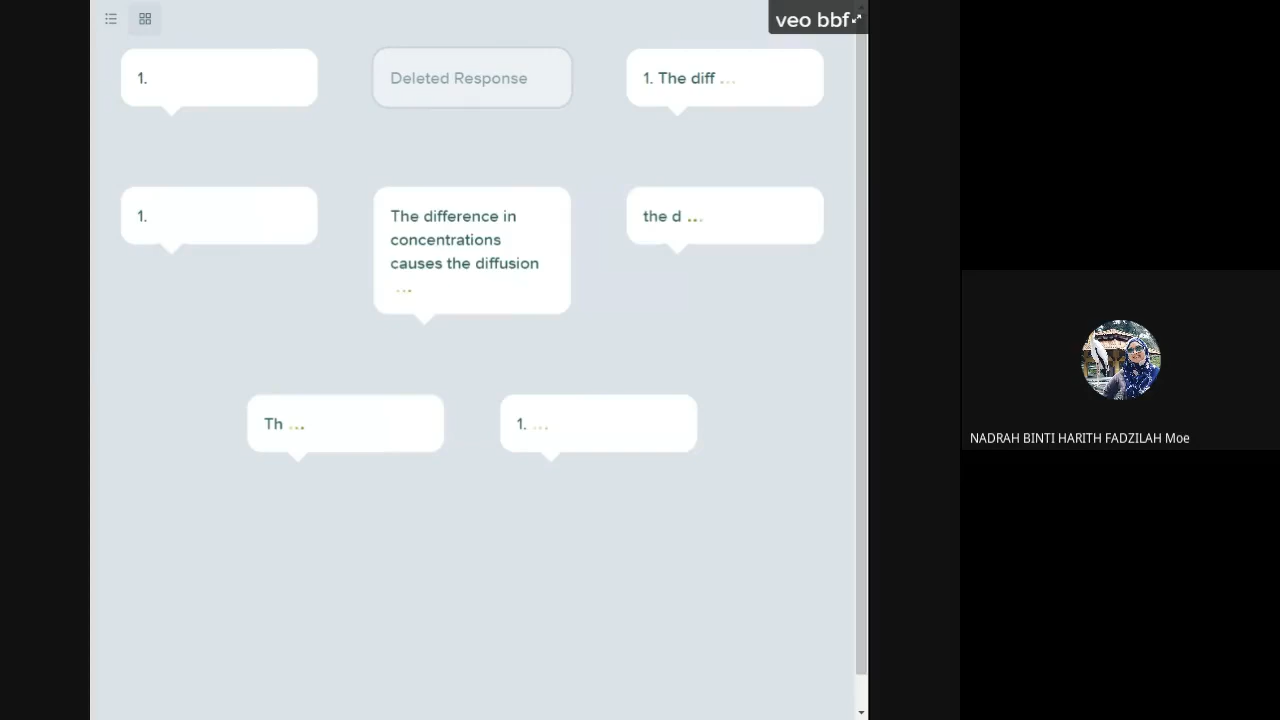 veo bbf
1.
Deleted Response
1. The diff ...
1.
The difference in
concentrations
causes the diffusion
...
the d ...
Th ...
1. ...
NADRAH BINTI HARITH FADZILAH Moe